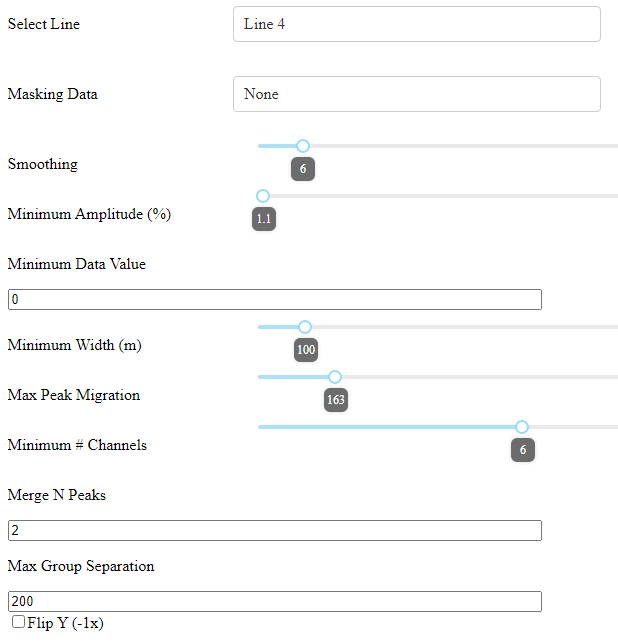 Select Line
Line 4
Masking Data
None
Smoothing
6
Minimum Amplitude (%)
1.1
Minimum Data Value
0
Minimum Width (m)
100
Max Peak Migration
163
Minimum # Channels
6
Merge N Peaks
2
Max Group Separation
200
Flip Y (-1x)